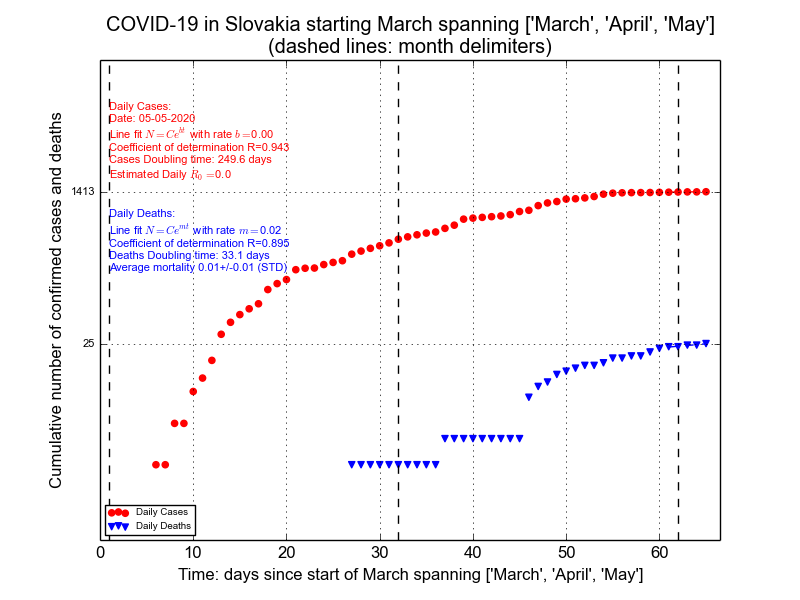 COVID-19 in Slovakia starting March spanning ['March', 'April', 'May']
(dashed lines: month delimiters)
Cumulative number of confirmed cases and deaths
1413
25
Daily Cases:
Date: 05-05-2020
Line fit N=Ce^{bt} with rate b=0.00
Coefficient of determination R=0.943
Cases Doubling time: 249.6 days
Estimated Daily R_0=0.0
Daily Deaths:
Line fit N=Ce^{mt} with rate m=0.02
Coefficient of determination R=0.895
Deaths Doubling time: 33.1 days
Average mortality 0.01+/-0.01 (STD)
Daily Cases
Daily Deaths
0 10 20 30 40 50 60
Time: days since start of March spanning ['March', 'April', 'May']